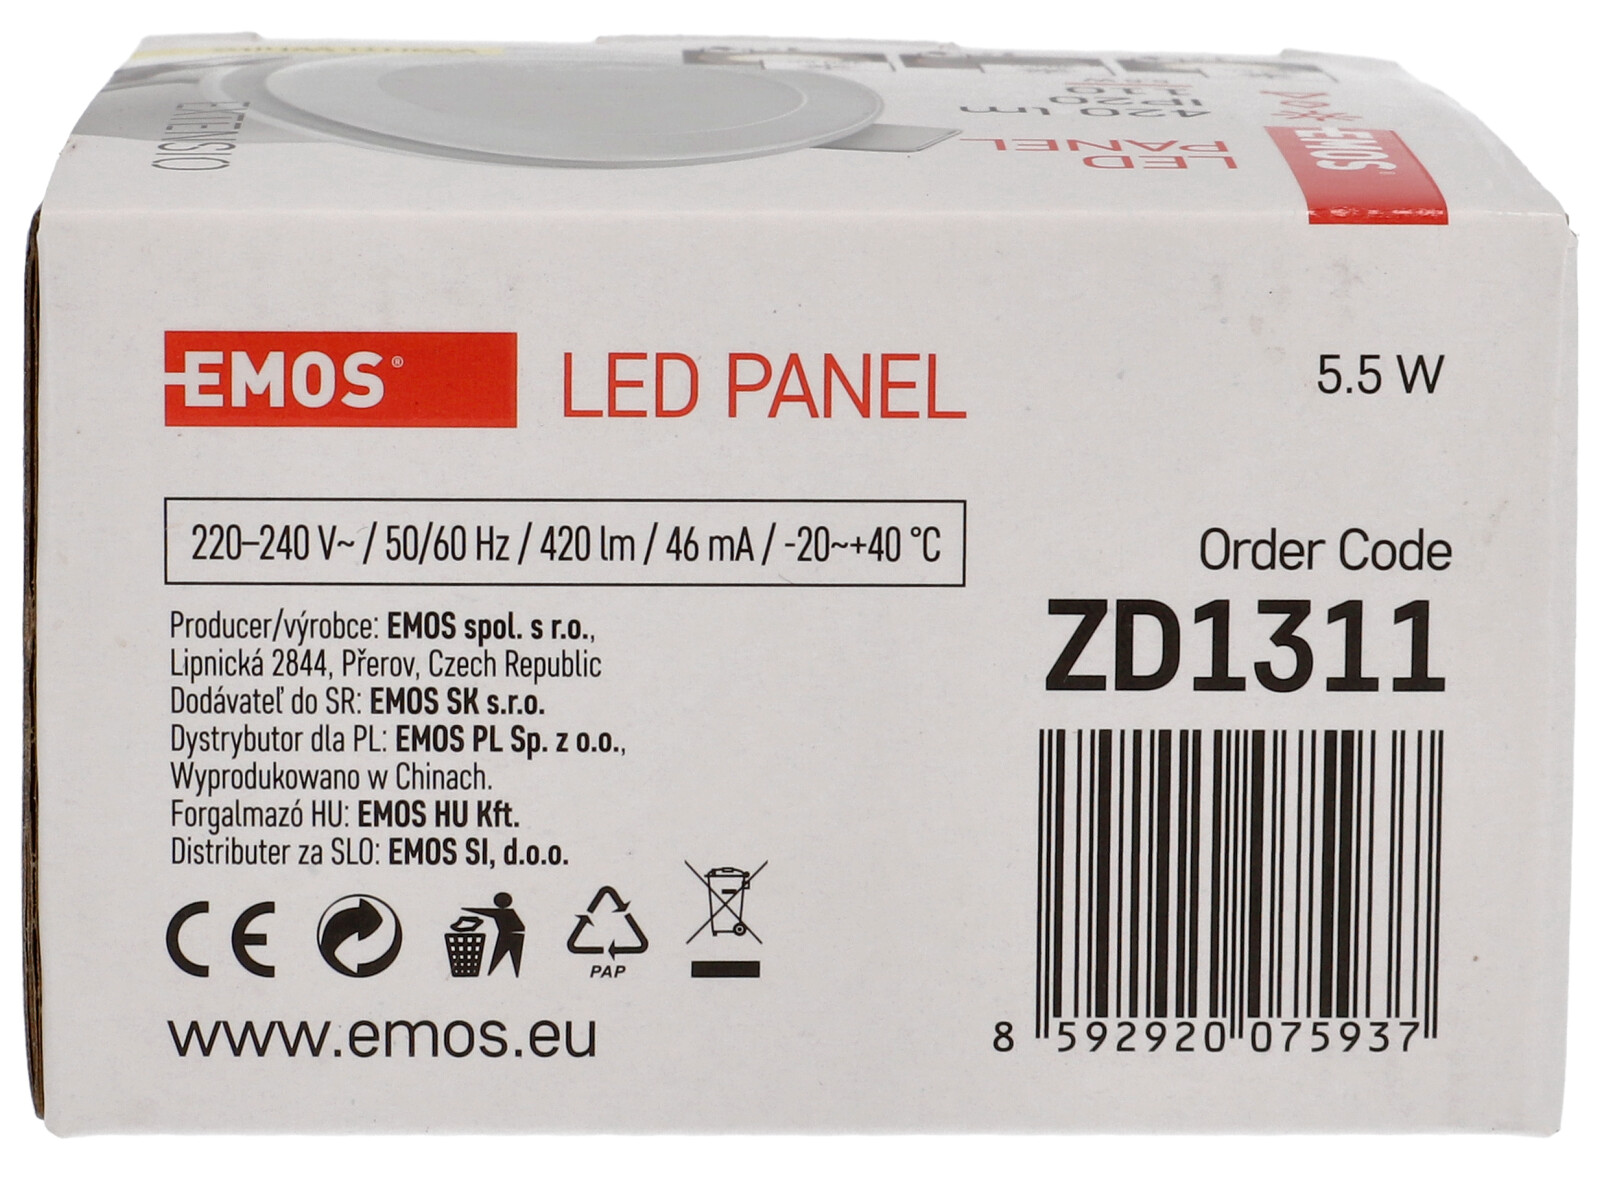 Warm White
EXTENSIO
420 lm
IP20
LED
PANEL
EMOS
EMOS®
LED PANEL
5.5 W
220–240 V~ / 50/60 Hz / 420 lm / 46 mA / -20~+40 °C
Order Code
ZD1311
Producer/výrobce: EMOS spol. s r.o.,
Lipnická 2844, Přerov, Czech Republic
Dodávateľ do SR: EMOS SK s.r.o.
Dystrybutor dla PL: EMOS PL Sp. z o.o.,
Wyprodukowano w Chinach.
Forgalmazó HU: EMOS HU Kft.
Distributer za SLO: EMOS SI, d.o.o.
CE
PAP
www.emos.eu
8 592920 075937